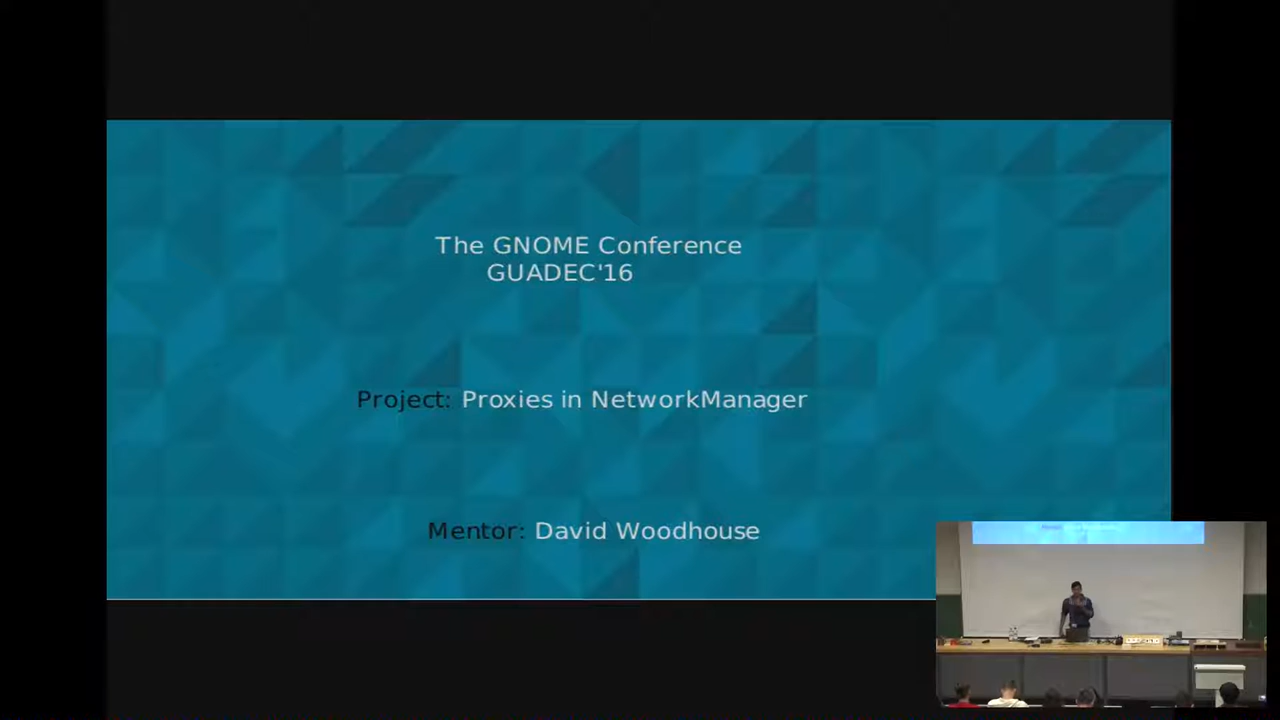 The GNOME Conference
GUADEC'16
Project: Proxies in NetworkManager
Mentor: David Woodhouse